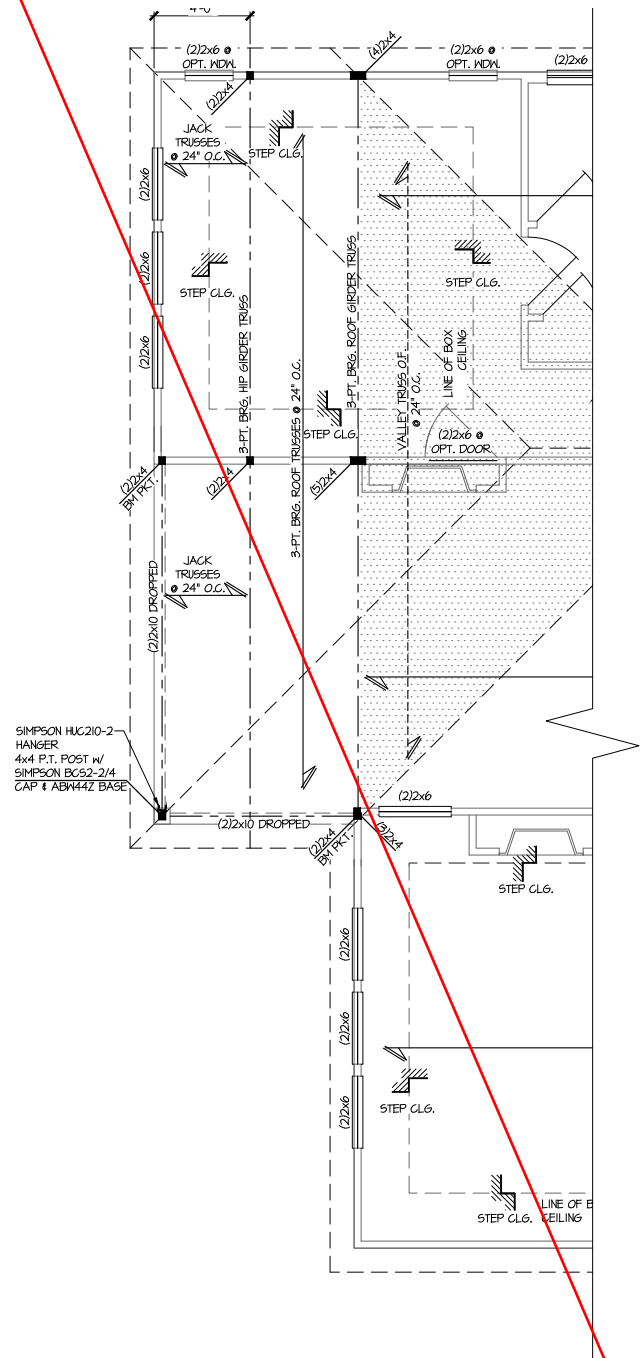 (2)2x6 @
OPT. WDW.
(4)2x4
(2)2x6 @
OPT. WDW.
(2)2x6
(2)2x4
JACK
TRUSSES
@ 24" O.C.
STEP CLG.
(2)2x6
(2)2x6
(2)2x6
STEP CLG.
STEP CLG.
3-PT. BRG. HIP GIRDER TRUSS
3-PT. BRG. ROOF TRUSSES @ 24" O.C.
3-PT. BRG. ROOF GIRDER TRUSS
VALLEY TRUSS O.F.
@ 24" O.C.
LINE OF BOX
CEILING
STEP CLG.
(2)2x6 @
OPT. DOOR
(2)2x4
BM PKT.
(2)2x4
(5)2x4
JACK
TRUSSES
@ 24" O.C.
(2)2x10 DROPPED
SIMPSON HUC210-2
HANGER
4x4 P.T. POST W/
SIMPSON BCS2-2/4
CAP & ABW44Z BASE
(2)2x10 DROPPED
(2)2x4
BM PKT.
(3)2x4
(2)2x6
STEP CLG.
(2)2x6
(2)2x6
(2)2x6
STEP CLG.
STEP CLG.
LINE OF B
CEILING